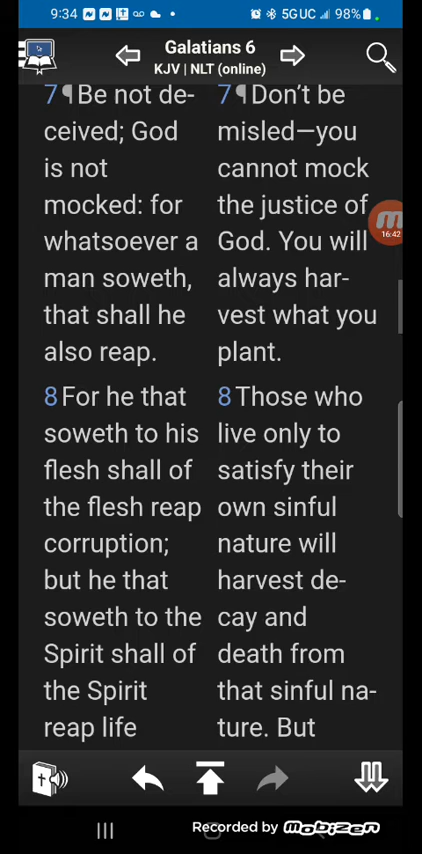 9:34 5GUC 98%
Galatians 6
KJV | NLT (online)
7 ¶Be not de-
ceived; God
is not
mocked: for
whatsoever a
man soweth,
that shall he
also reap.
8 For he that
soweth to his
flesh shall of
the flesh reap
corruption;
but he that
soweth to the
Spirit shall of
the Spirit
reap life
7 ¶Don’t be
misled—you
cannot mock
the justice of
God. You will
always har-
vest what you
plant.
8 Those who
live only to
satisfy their
own sinful
nature will
harvest de-
cay and
death from
that sinful na-
ture. But
16:42
Recorded by mobizen